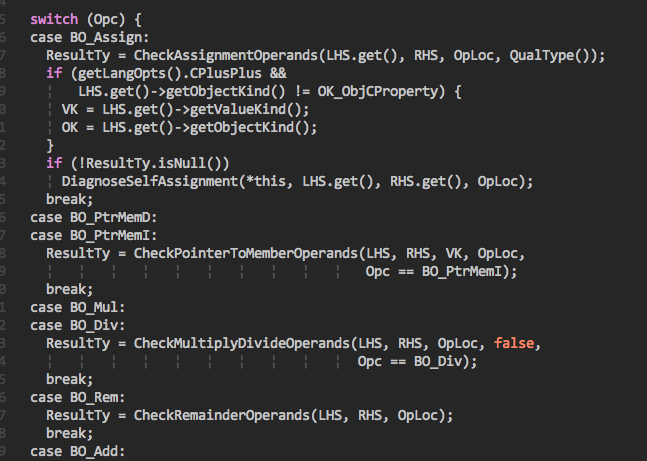 switch (Opc) {
case BO_Assign:
ResultTy = CheckAssignmentOperands(LHS.get(), RHS, OpLoc, QualType());
if (getLangOpts().CPlusPlus &&
LHS.get()->getObjectKind() != OK_ObjCProperty) {
VK = LHS.get()->getValueKind();
OK = LHS.get()->getObjectKind();
}
if (!ResultTy.isNull())
DiagnoseSelfAssignment(*this, LHS.get(), RHS.get(), OpLoc);
break;
case BO_PtrMemD:
case BO_PtrMemI:
ResultTy = CheckPointerToMemberOperands(LHS, RHS, VK, OpLoc,
Opc == BO_PtrMemI);
break;
case BO_Mul:
case BO_Div:
ResultTy = CheckMultiplyDivideOperands(LHS, RHS, OpLoc, false,
Opc == BO_Div);
break;
case BO_Rem:
ResultTy = CheckRemainderOperands(LHS, RHS, OpLoc);
break;
case BO_Add: